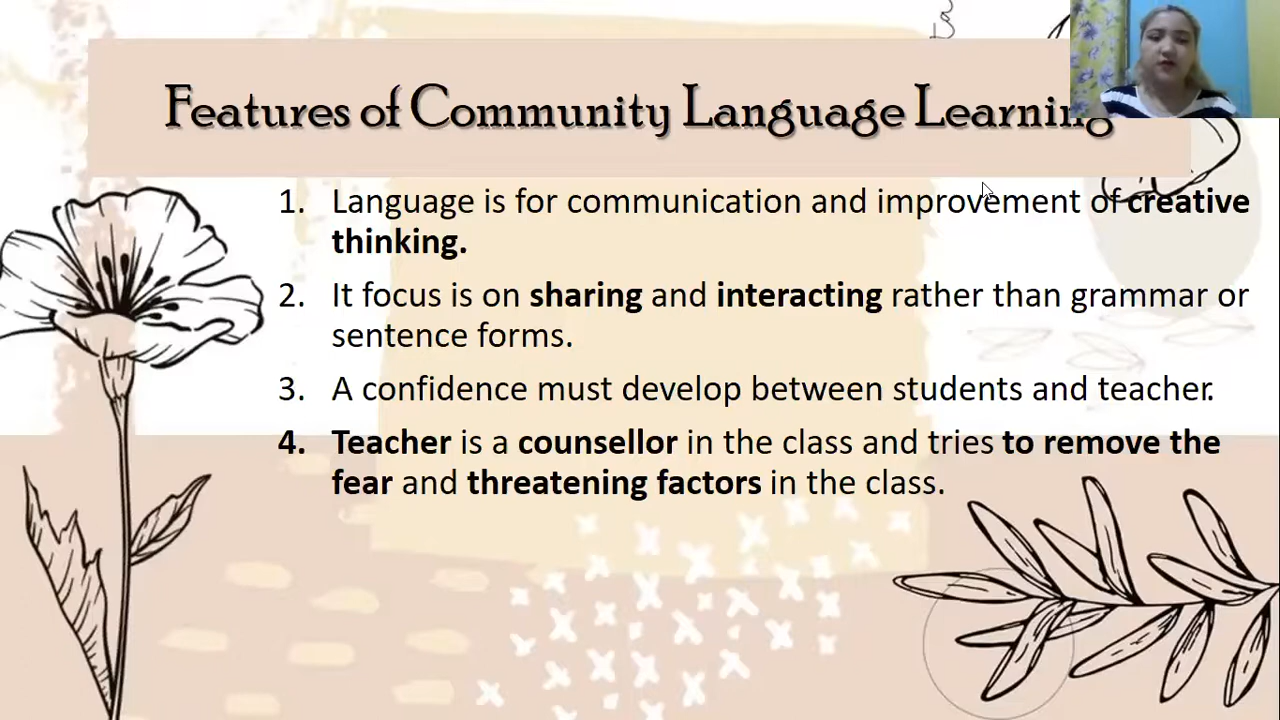 Features of Community Language Learning
1. Language is for communication and improvement of creative
thinking.
2. It focus is on sharing and interacting rather than grammar or
sentence forms.
3. A confidence must develop between students and teacher.
4. Teacher is a counsellor in the class and tries to remove the
fear and threatening factors in the class.